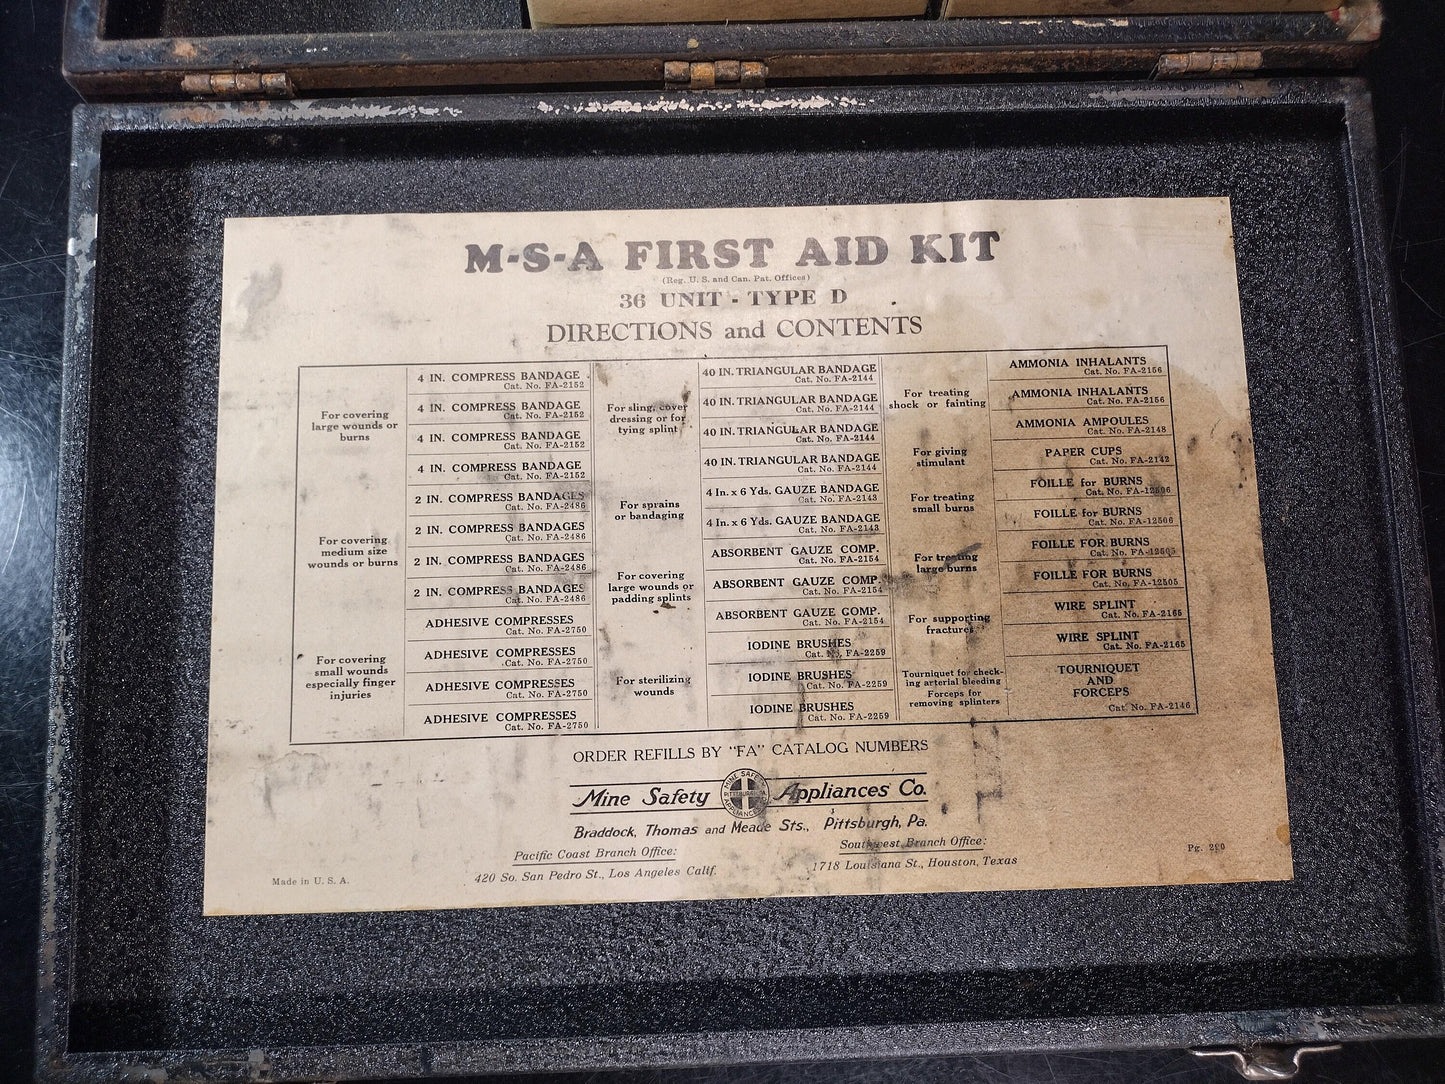 M-S-A FIRST AID KIT
(Reg. U. S. and Can. Pat. Offices)
36 UNIT - TYPE D
DIRECTIONS and CONTENTS
For covering
large wounds or
burns
4 IN. COMPRESS BANDAGE
Cat. No. FA-2152
4 IN. COMPRESS BANDAGE
Cat. No. FA-2152
4 IN. COMPRESS BANDAGE
Cat. No. FA-2152
4 IN. COMPRESS BANDAGE
Cat. No. FA-2152
For covering
medium size
wounds or burns
2 IN. COMPRESS BANDAGES
Cat. No. FA-2486
2 IN. COMPRESS BANDAGES
Cat. No. FA-2486
2 IN. COMPRESS BANDAGES
Cat. No. FA-2486
2 IN. COMPRESS BANDAGES
Cat. No. FA-2486
For covering
small wounds
especially finger
injuries
ADHESIVE COMPRESSES
Cat. No. FA-2750
ADHESIVE COMPRESSES
Cat. No. FA-2750
ADHESIVE COMPRESSES
Cat. No. FA-2750
ADHESIVE COMPRESSES
Cat. No. FA-2750
For sling, cover
dressing or for
tying splint
40 IN. TRIANGULAR BANDAGE
Cat. No. FA-2144
40 IN. TRIANGULAR BANDAGE
Cat. No. FA-2144
40 IN. TRIANGULAR BANDAGE
Cat. No. FA-2144
40 IN. TRIANGULAR BANDAGE
Cat. No. FA-2144
For sprains
or bandaging
4 In. x 6 Yds. GAUZE BANDAGE
Cat. No. FA-2143
4 In. x 6 Yds. GAUZE BANDAGE
Cat. No. FA-2143
For covering
large wounds or
padding splints
ABSORBENT GAUZE COMP.
Cat. No. FA-2154
ABSORBENT GAUZE COMP.
Cat. No. FA-2154
ABSORBENT GAUZE COMP.
Cat. No. FA-2154
For sterilizing
wounds
IODINE BRUSHES
Cat. No. FA-2259
IODINE BRUSHES
Cat. No. FA-2259
IODINE BRUSHES
Cat. No. FA-2259
For treating
shock or fainting
AMMONIA INHALANTS
Cat. No. FA-2156
AMMONIA INHALANTS
Cat. No. FA-2156
For giving
stimulant
AMMONIA AMPOULES
Cat. No. FA-2148
PAPER CUPS
Cat. No. FA-2142
For treating
small burns
FOILLE for BURNS
Cat. No. FA-12506
FOILLE for BURNS
Cat. No. FA-12506
For treating
large burns
FOILLE FOR BURNS
Cat. No. FA-12505
FOILLE FOR BURNS
Cat. No. FA-12505
For supporting
fractures
WIRE SPLINT
Cat. No. FA-2165
WIRE SPLINT
Cat. No. FA-2165
Tourniquet for check-
ing arterial bleeding
Forceps for
removing splinters
TOURNIQUET
AND
FORCEPS
Cat. No. FA-2146
ORDER REFILLS BY "FA" CATALOG NUMBERS
MINE SAFETY
PITTSBURGH, PA.
APPLIANCES
Mine Safety Appliances Co.
Braddock, Thomas and Meade Sts., Pittsburgh, Pa.
Pacific Coast Branch Office:
420 So. San Pedro St., Los Angeles Calif.
Southwest Branch Office:
1718 Louisiana St., Houston, Texas
Made in U. S. A.
Pg.